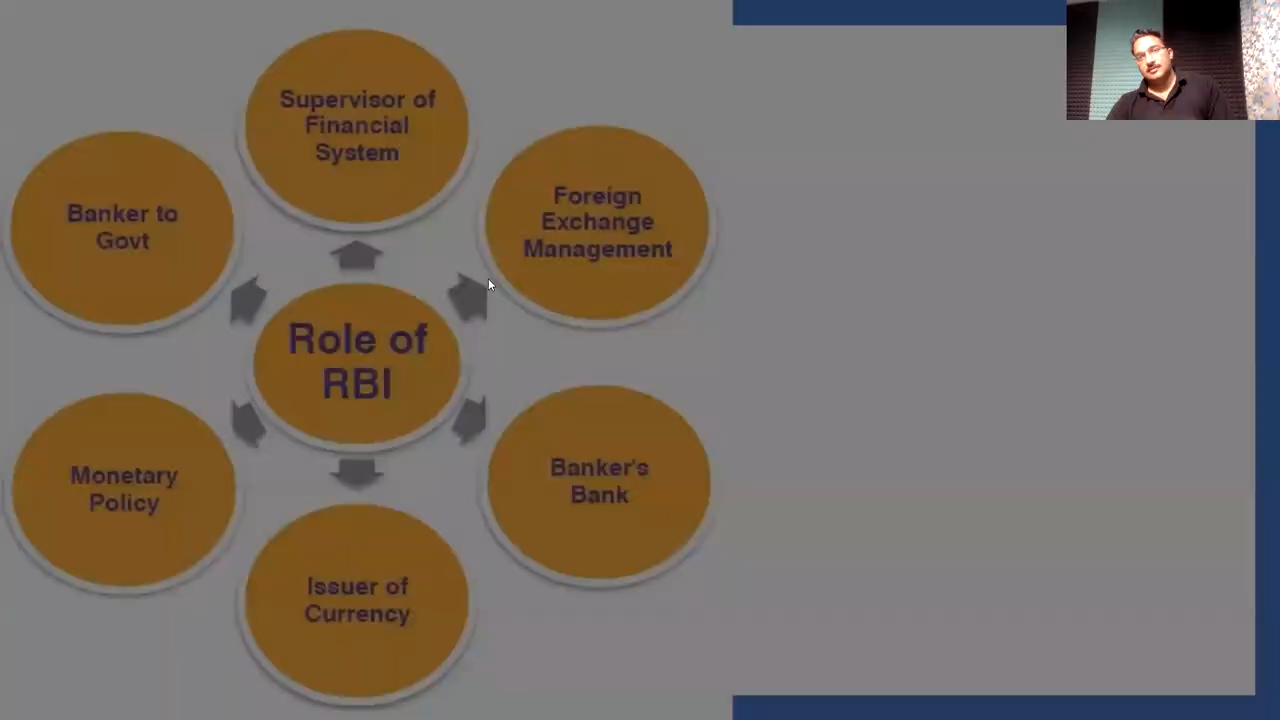 Supervisor of
Financial
System
Foreign
Exchange
Management
Banker to
Govt
Role of
RBI
Monetary
Policy
Banker's
Bank
Issuer of
Currency